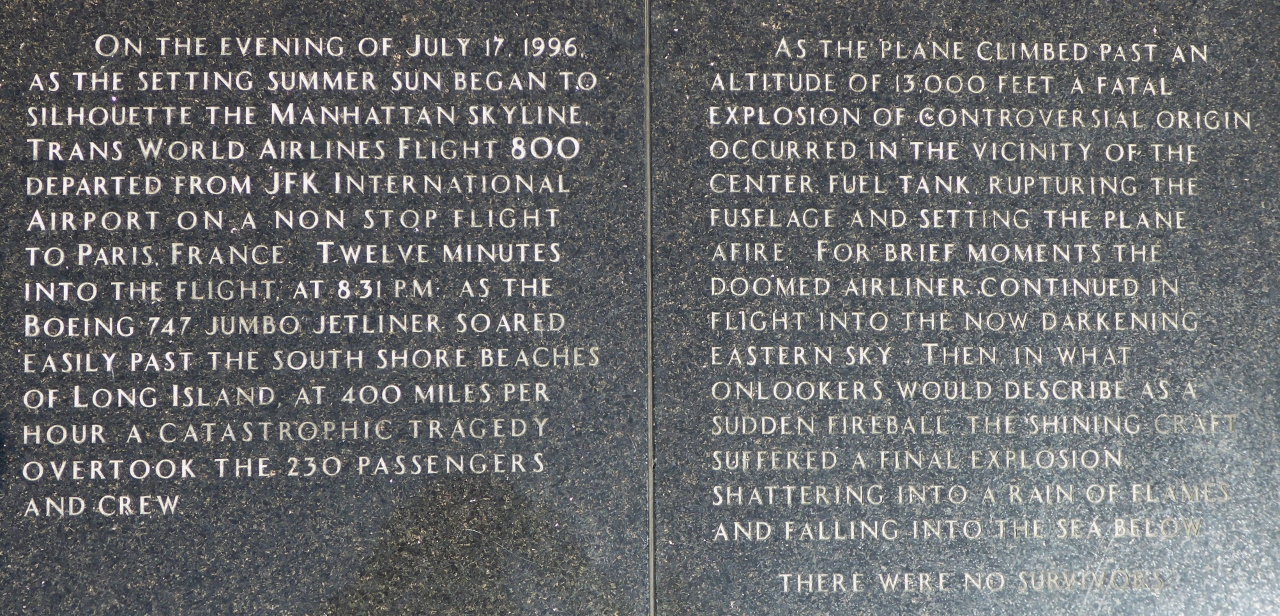 ON THE EVENING OF JULY 17, 1996,
AS THE SETTING SUMMER SUN BEGAN TO
SILHOUETTE THE MANHATTAN SKYLINE,
TRANS WORLD AIRLINES FLIGHT 800
DEPARTED FROM JFK INTERNATIONAL
AIRPORT ON A NON STOP FLIGHT
TO PARIS, FRANCE. TWELVE MINUTES
INTO THE FLIGHT, AT 8:31 P.M. AS THE
BOEING 747 JUMBO JETLINER SOARED
EASILY PAST THE SOUTH SHORE BEACHES
OF LONG ISLAND, AT 400 MILES PER
HOUR A CATASTROPHIC TRAGEDY
OVERTOOK THE 230 PASSENGERS
AND CREW
AS THE PLANE CLIMBED PAST AN
ALTITUDE OF 13,000 FEET A FATAL
EXPLOSION OF CONTROVERSIAL ORIGIN
OCCURRED IN THE VICINITY OF THE
CENTER FUEL TANK, RUPTURING THE
FUSELAGE AND SETTING THE PLANE
AFIRE FOR BRIEF MOMENTS THE
DOOMED AIRLINER CONTINUED IN
FLIGHT INTO THE NOW DARKENING
EASTERN SKY. THEN IN WHAT
ONLOOKERS WOULD DESCRIBE AS A
SUDDEN FIREBALL, THE SHINING CRAFT
SUFFERED A FINAL EXPLOSION
SHATTERING INTO A RAIN OF FLAMES
AND FALLING INTO THE SEA BELOW
THERE WERE NO SURVIVORS